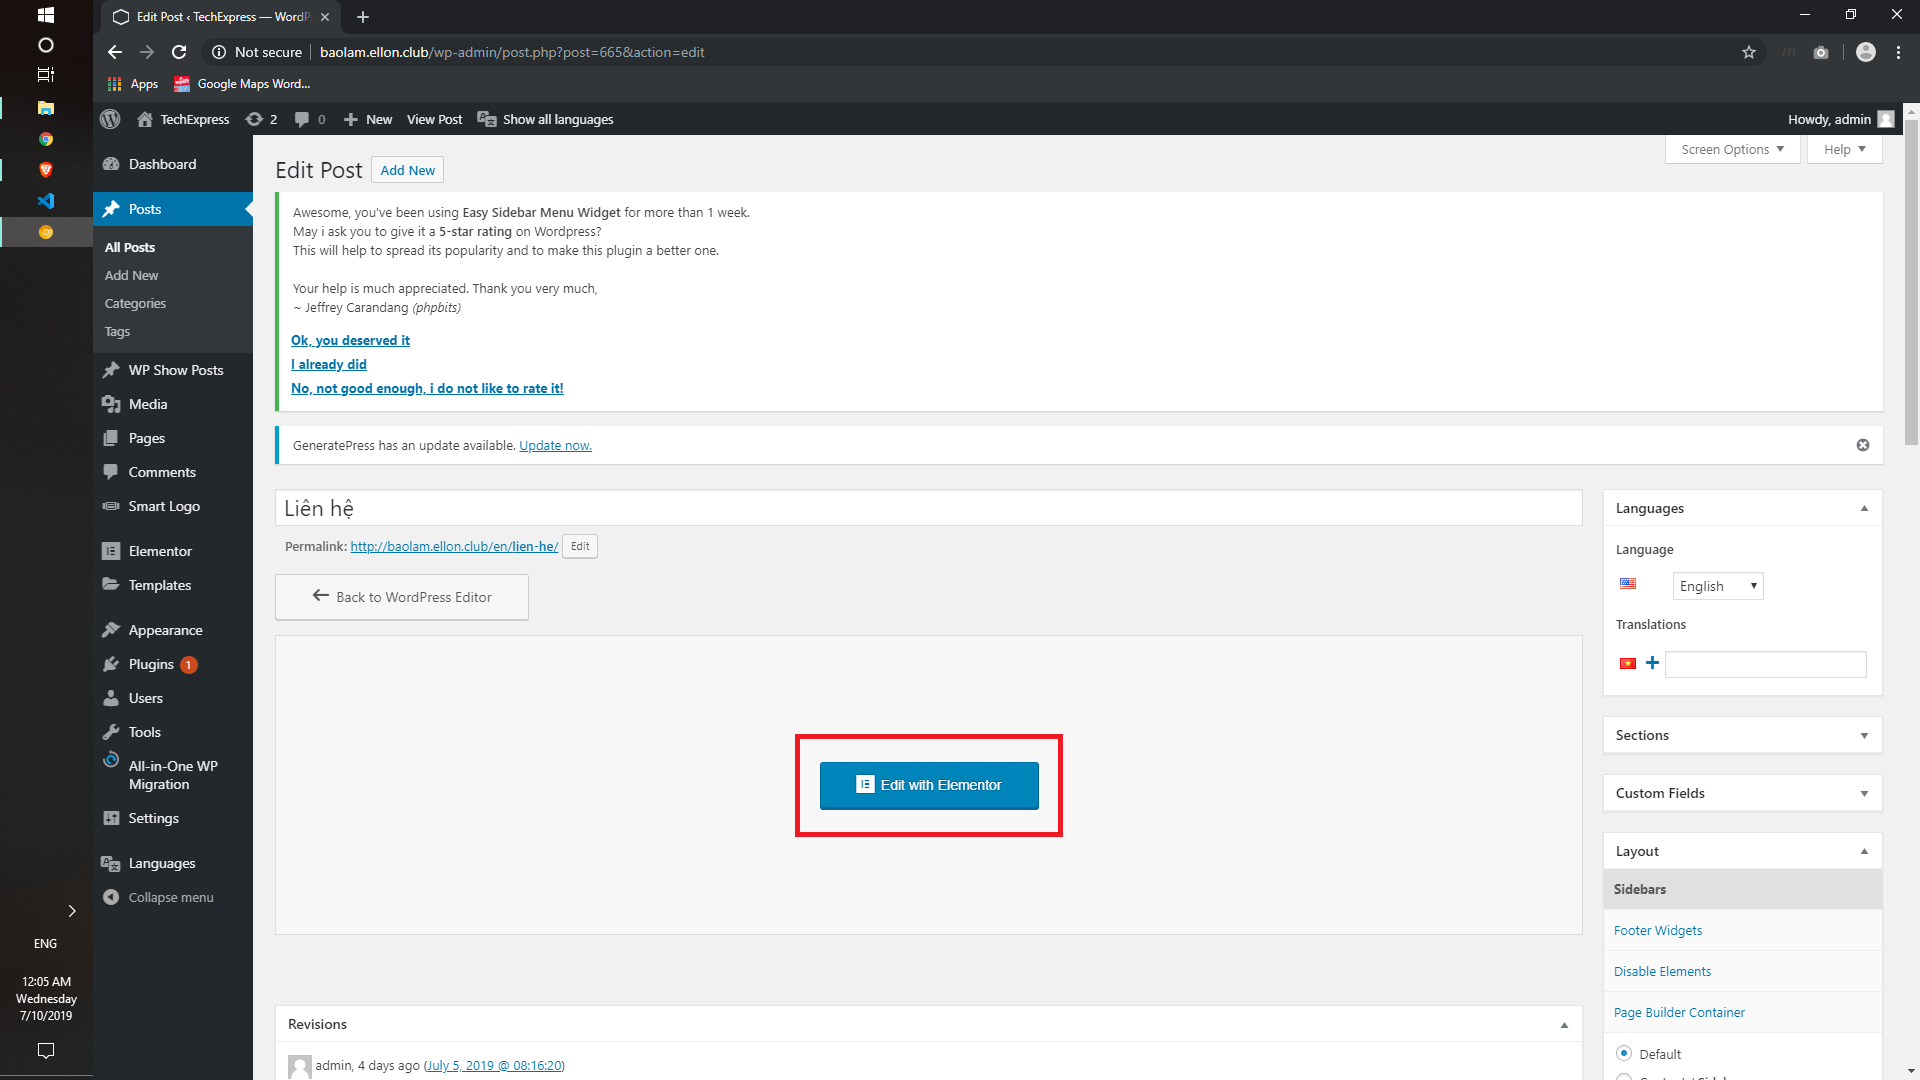 Edit Post ‹ TechExpress — WordP
Not secure
baolam.ellon.club/wp-admin/post.php?post=665&action=edit
Apps
Google Maps Word...
TechExpress
2
0
New
View Post
Show all languages
Howdy, admin
Dashboard
Posts
All Posts
Add New
Categories
Tags
WP Show Posts
Media
Pages
Comments
Smart Logo
Elementor
Templates
Appearance
Plugins 1
Users
Tools
All-in-One WP
Migration
Settings
Languages
Collapse menu
ENG
12:05 AM
Wednesday
7/10/2019
Screen Options
Help
Edit Post
Add New
Awesome, you've been using Easy Sidebar Menu Widget for more than 1 week.
May i ask you to give it a 5-star rating on Wordpress?
This will help to spread its popularity and to make this plugin a better one.
Your help is much appreciated. Thank you very much,
~ Jeffrey Carandang (phpbits)
Ok, you deserved it
I already did
No, not good enough, i do not like to rate it!
GeneratePress has an update available. Update now.
Liên hệ
Permalink: http://baolam.ellon.club/en/lien-he/ Edit
Back to WordPress Editor
Edit with Elementor
Revisions
admin, 4 days ago (July 5, 2019 @ 08:16:20)
Languages
Language
English
Translations
Sections
Custom Fields
Layout
Sidebars
Footer Widgets
Disable Elements
Page Builder Container
Default